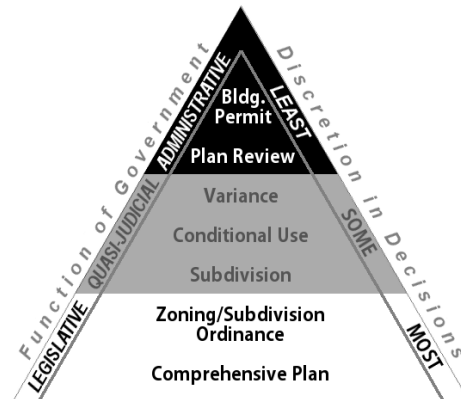 Function of Government
Discretion in Decisions
ADMINISTRATIVE
LEAST
Bldg.
Permit
Plan Review
QUASI-JUDICIAL
SOME
Variance
Conditional Use
Subdivision
LEGISLATIVE
MOST
Zoning/Subdivision
Ordinance
Comprehensive Plan